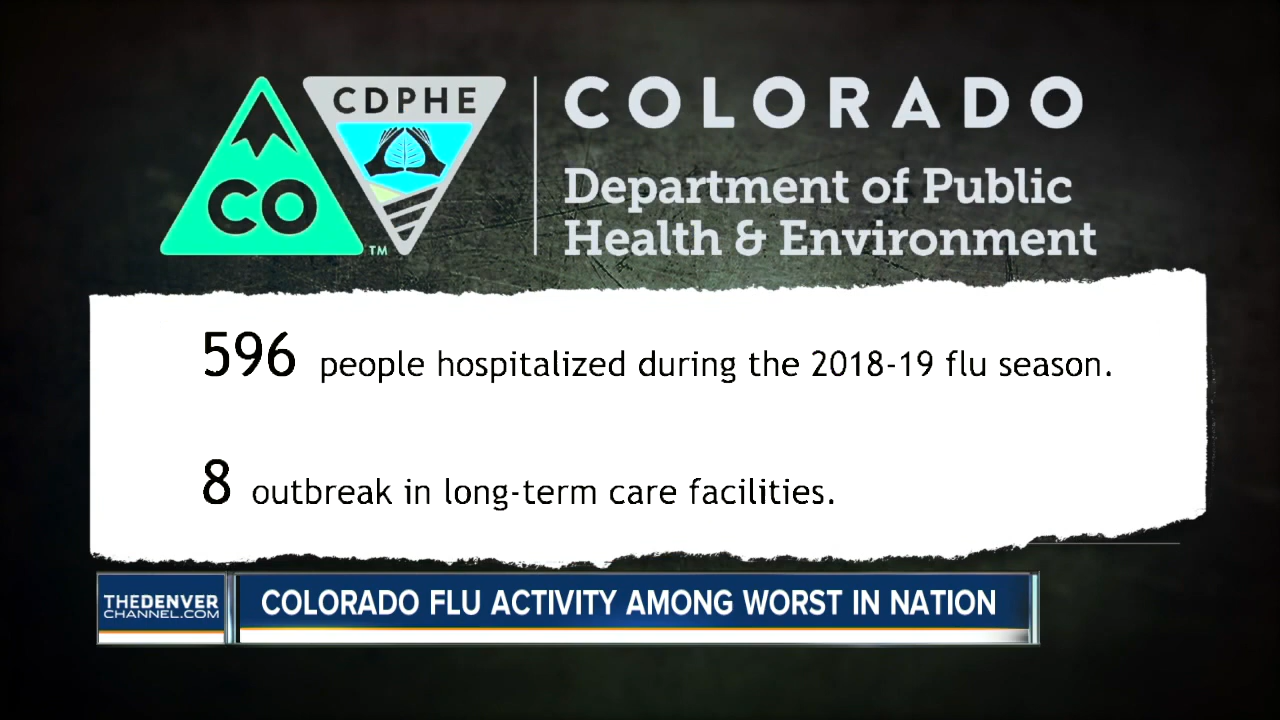 CO
TM
CDPHE
COLORADO
Department of Public
Health & Environment
596 people hospitalized during the 2018-19 flu season.
8 outbreak in long-term care facilities.
THEDENVER
CHANNEL.COM
COLORADO FLU ACTIVITY AMONG WORST IN NATION